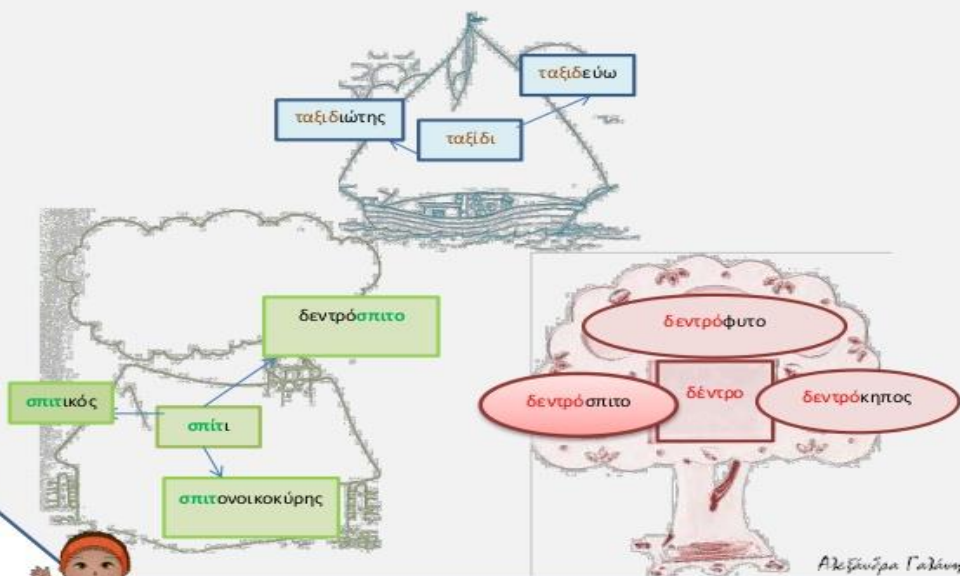 ταξιδεύω
ταξιδιώτης
ταξίδι
δεντρόσπιτο
σπιτικός
σπίτι
σπιτονοικοκύρης
δεντρόφυτο
δεντρόσπιτο
δέντρο
δεντρόκηπος
Αλεξάνδρα Γαλάνη